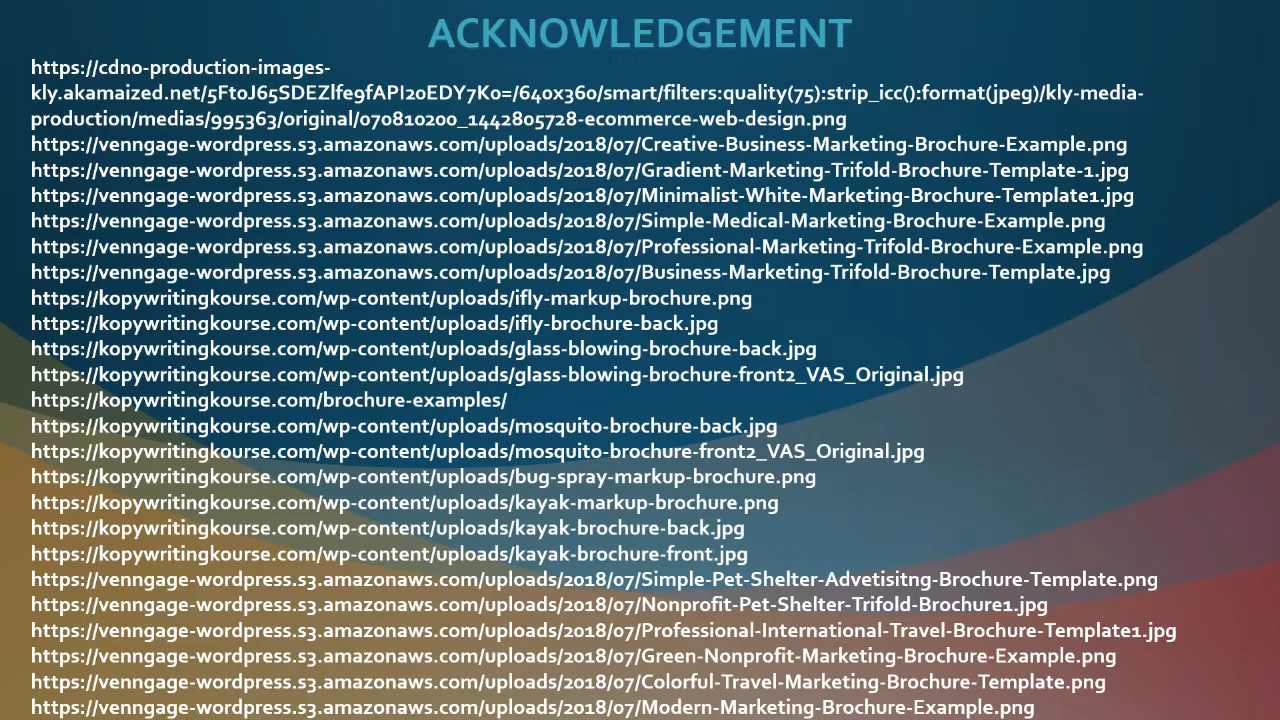 ACKNOWLEDGEMENT
https://cdn0-production-images-
kly.akamaized.net/5Ft0J65SDEZlfe9fAPI20EDY7K0=/640x360/smart/filters:quality(75):strip_icc():format(jpeg)/kly-media-
production/medias/995363/original/070810200_1442805728-ecommerce-web-design.png
https://venngage-wordpress.s3.amazonaws.com/uploads/2018/07/Creative-Business-Marketing-Brochure-Example.png
https://venngage-wordpress.s3.amazonaws.com/uploads/2018/07/Gradient-Marketing-Trifold-Brochure-Template-1.jpg
https://venngage-wordpress.s3.amazonaws.com/uploads/2018/07/Minimalist-White-Marketing-Brochure-Template1.jpg
https://venngage-wordpress.s3.amazonaws.com/uploads/2018/07/Simple-Medical-Marketing-Brochure-Example.png
https://venngage-wordpress.s3.amazonaws.com/uploads/2018/07/Professional-Marketing-Trifold-Brochure-Example.png
https://venngage-wordpress.s3.amazonaws.com/uploads/2018/07/Business-Marketing-Trifold-Brochure-Template.jpg
https://kopywritingkourse.com/wp-content/uploads/ifly-markup-brochure.png
https://kopywritingkourse.com/wp-content/uploads/ifly-brochure-back.jpg
https://kopywritingkourse.com/wp-content/uploads/glass-blowing-brochure-back.jpg
https://kopywritingkourse.com/wp-content/uploads/glass-blowing-brochure-front2_VAS_Original.jpg
https://kopywritingkourse.com/brochure-examples/
https://kopywritingkourse.com/wp-content/uploads/mosquito-brochure-back.jpg
https://kopywritingkourse.com/wp-content/uploads/mosquito-brochure-front2_VAS_Original.jpg
https://kopywritingkourse.com/wp-content/uploads/bug-spray-markup-brochure.png
https://kopywritingkourse.com/wp-content/uploads/kayak-markup-brochure.png
https://kopywritingkourse.com/wp-content/uploads/kayak-brochure-back.jpg
https://kopywritingkourse.com/wp-content/uploads/kayak-brochure-front.jpg
https://venngage-wordpress.s3.amazonaws.com/uploads/2018/07/Simple-Pet-Shelter-Advetisitng-Brochure-Template.png
https://venngage-wordpress.s3.amazonaws.com/uploads/2018/07/Nonprofit-Pet-Shelter-Trifold-Brochure1.jpg
https://venngage-wordpress.s3.amazonaws.com/uploads/2018/07/Professional-International-Travel-Brochure-Template1.jpg
https://venngage-wordpress.s3.amazonaws.com/uploads/2018/07/Green-Nonprofit-Marketing-Brochure-Example.png
https://venngage-wordpress.s3.amazonaws.com/uploads/2018/07/Colorful-Travel-Marketing-Brochure-Template.png
https://venngage-wordpress.s3.amazonaws.com/uploads/2018/07/Modern-Marketing-Brochure-Example.png